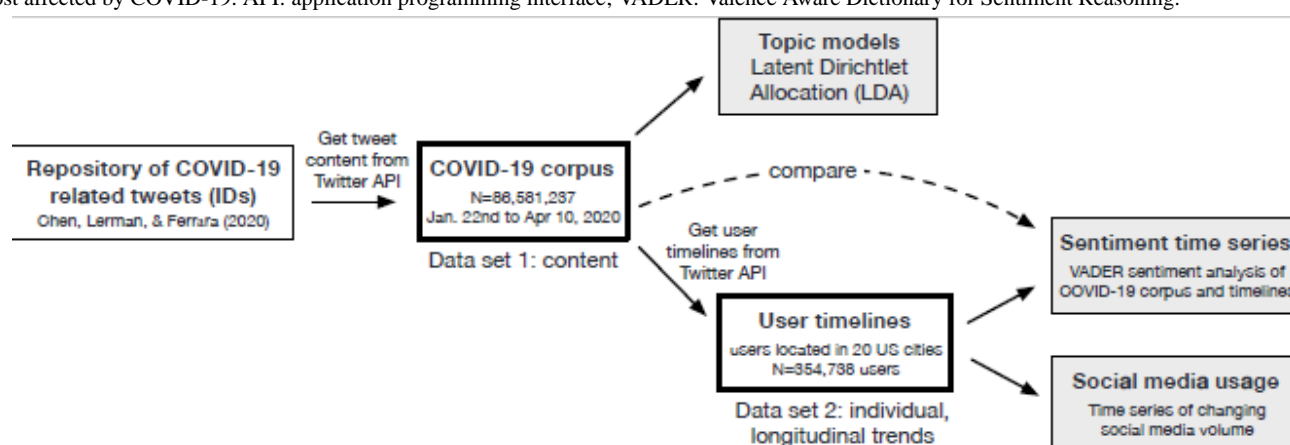 ost affected by COVID-19. API: application programming interface; VADER: Valence Aware Dictionary for Sentiment Reasoning.
Topic models
Latent Dirichtlet
Allocation (LDA)
Get tweet
content from
Twitter API
Repository of COVID-19
related tweets (IDs)
Chen, Lerman, & Ferrara (2020)
COVID-19 corpus
N=86,581,237
Jan. 22nd to Apr 10, 2020
Data set 1: content
compare
Get user
timelines from
Twitter API
Sentiment time series
VADER sentiment analysis of
COVID-19 corpus and timelines
User timelines
users located in 20 US cities
N=354,738 users
Data set 2: individual,
longitudinal trends
Social media usage
Time series of changing
social media volume